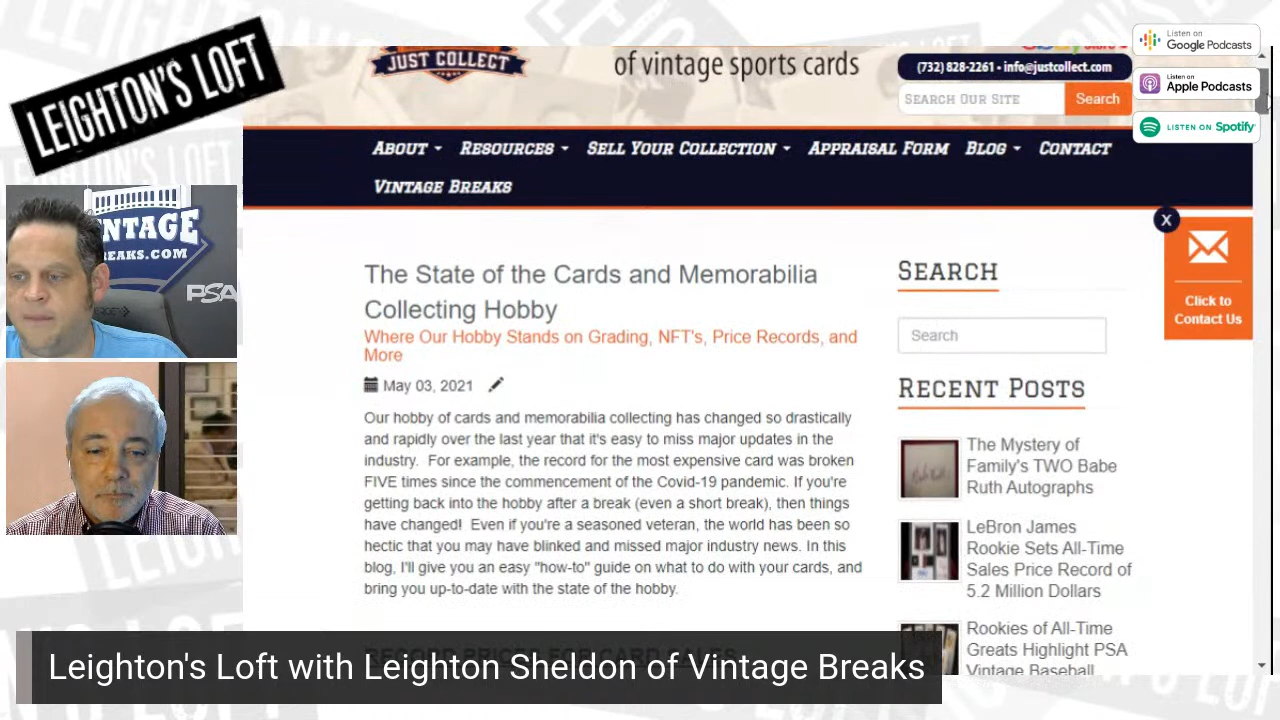 LEIGHTON'S LOFT
JUST COLLECT
of vintage sports cards
(732) 828-2261 • info@justcollect.com
SEARCH OUR SITE
Search
Listen on
Google Podcasts
Listen on
Apple Podcasts
LISTEN ON Spotify
ABOUT
RESOURCES
SELL YOUR COLLECTION
APPRAISAL FORM
BLOG
CONTACT
VINTAGE BREAKS
PSA
X
Click to
Contact Us
The State of the Cards and Memorabilia
Collecting Hobby
Where Our Hobby Stands on Grading, NFT's, Price Records, and
More
May 03, 2021
Our hobby of cards and memorabilia collecting has changed so drastically
and rapidly over the last year that it's easy to miss major updates in the
industry. For example, the record for the most expensive card was broken
FIVE times since the commencement of the Covid-19 pandemic. If you're
getting back into the hobby after a break (even a short break), then things
have changed! Even if you're a seasoned veteran, the world has been so
hectic that you may have blinked and missed major industry news. In this
blog, I'll give you an easy "how-to" guide on what to do with your cards, and
bring you up-to-date with the state of the hobby.
SEARCH
Search
RECENT POSTS
The Mystery of
Family's TWO Babe
Ruth Autographs
LeBron James
Rookie Sets All-Time
Sales Price Record of
5.2 Million Dollars
Rookies of All-Time
Greats Highlight PSA
Vintage Baseball
Leighton's Loft with Leighton Sheldon of Vintage Breaks